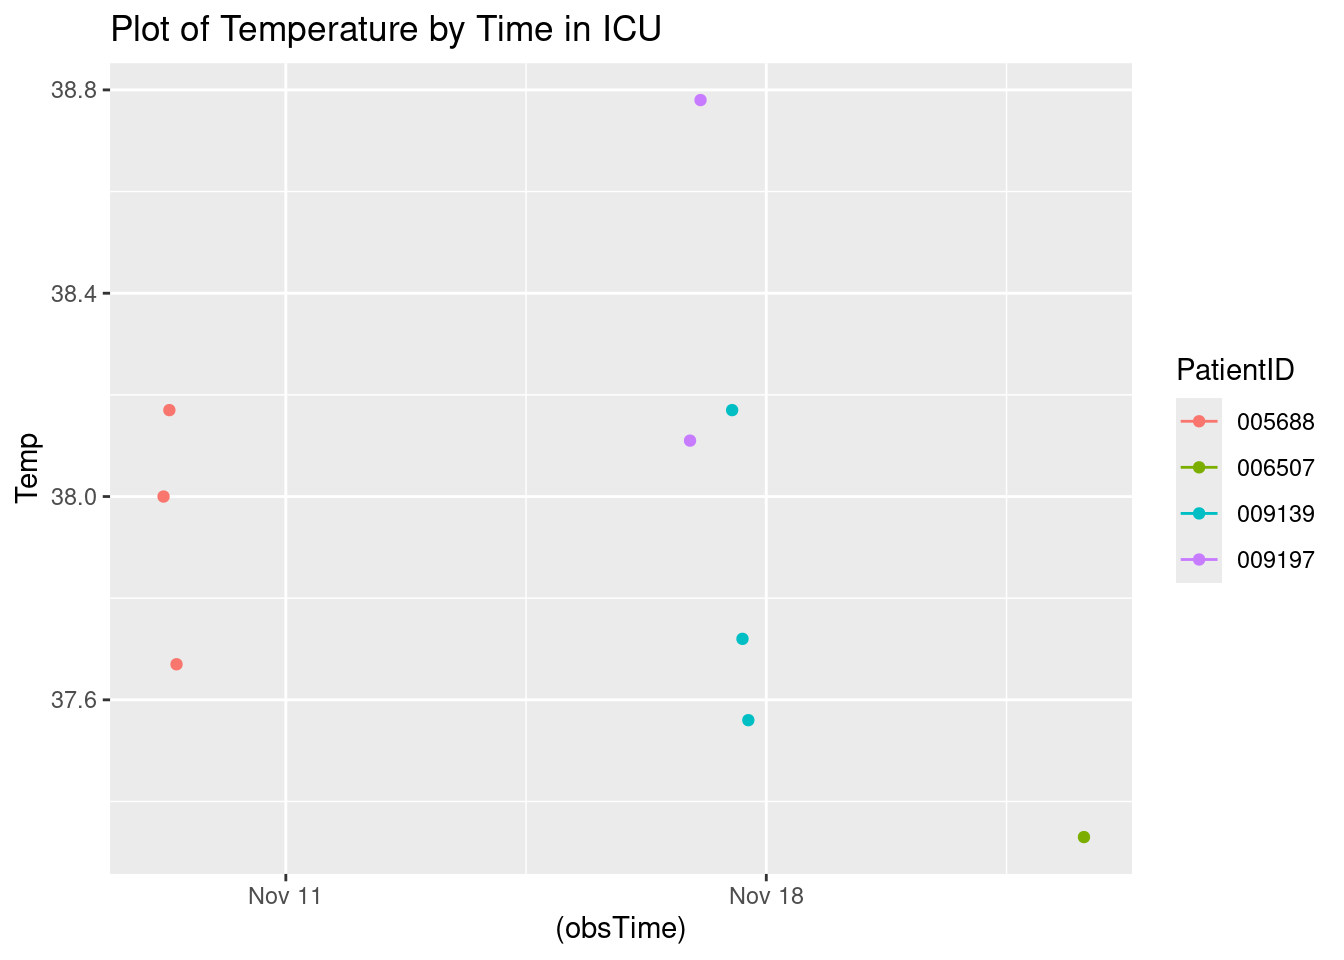 Plot of Temperature by Time in ICU
38.8
38.4
38.0
37.6
Temp
Nov 11
Nov 18
(obsTime)
PatientID
005688
006507
009139
009197